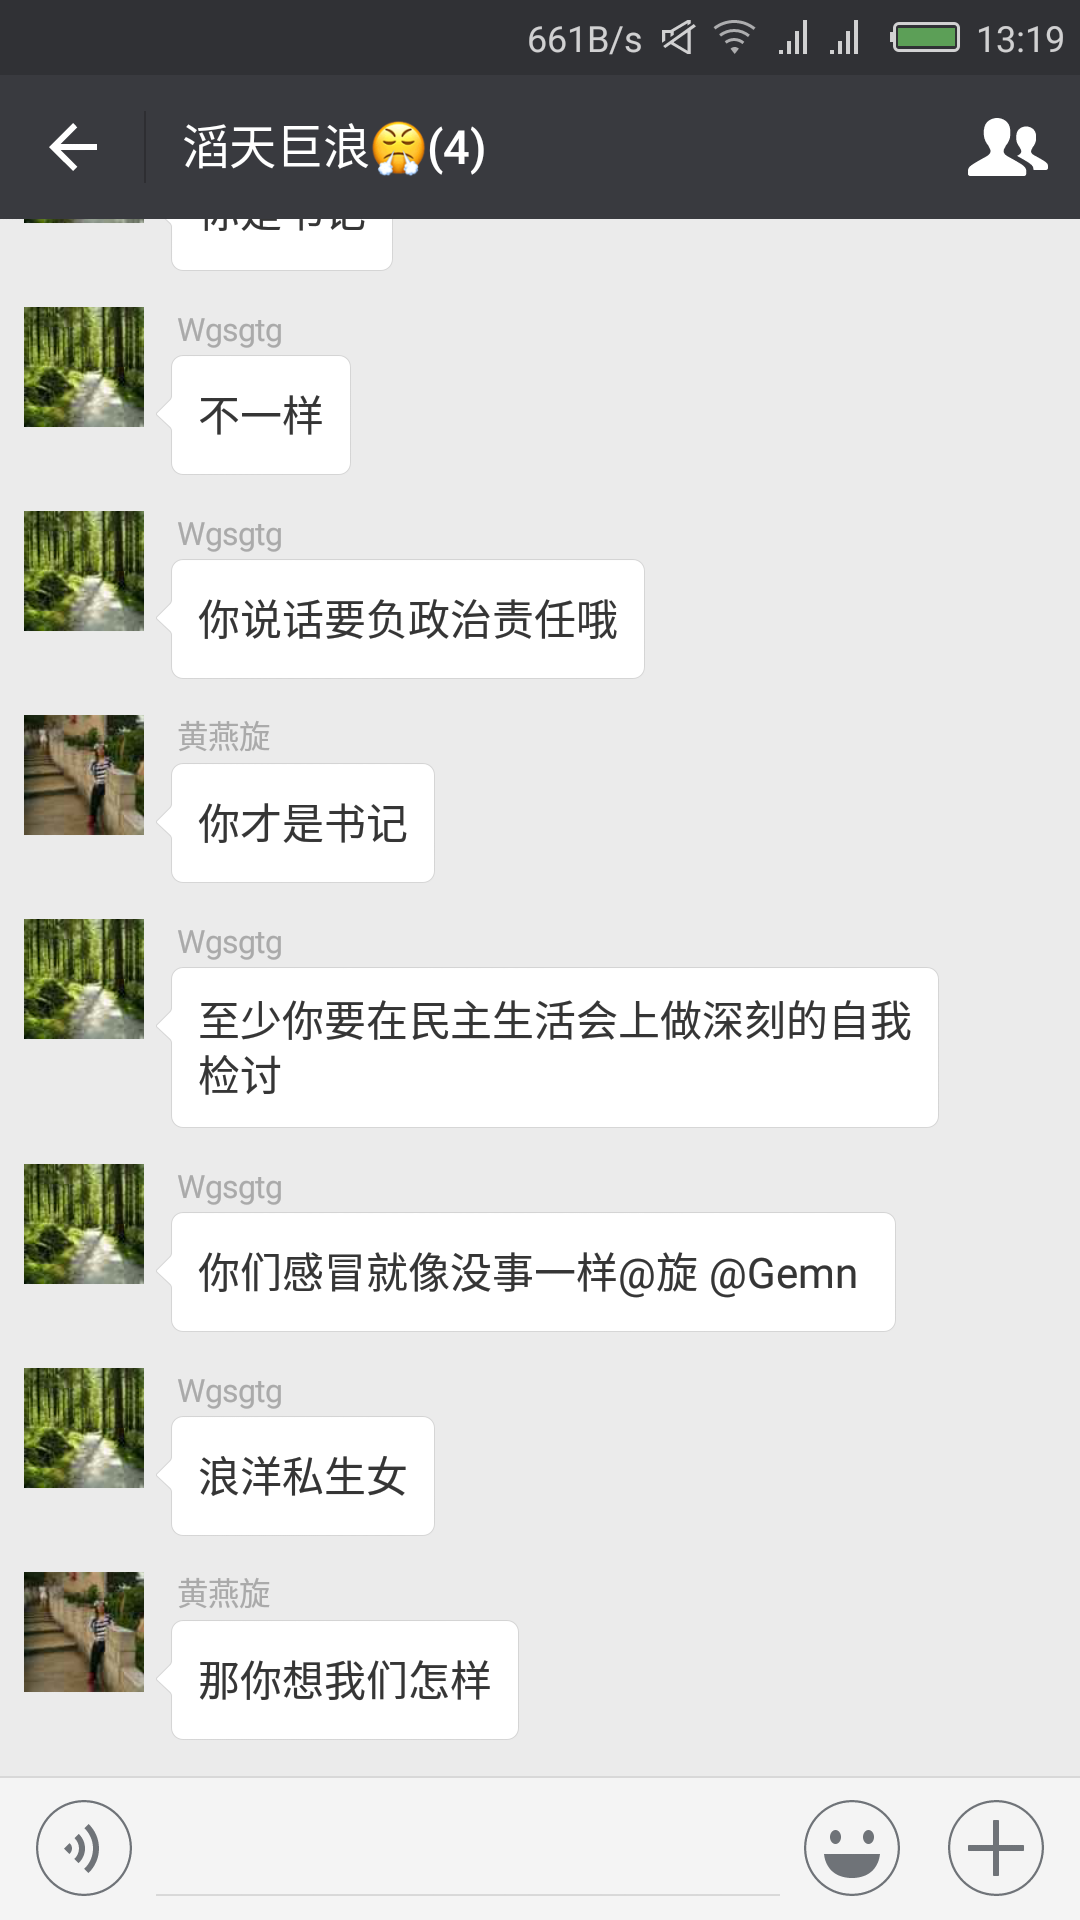 661B/s 13:19
滔天巨浪😤(4)
你是书记
Wgsgtg
不一样
Wgsgtg
你说话要负政治责任哦
黄燕旋
你才是书记
Wgsgtg
至少你要在民主生活会上做深刻的自我
检讨
Wgsgtg
你们感冒就像没事一样@旋 @Gemn
Wgsgtg
浪洋私生女
黄燕旋
那你想我们怎样